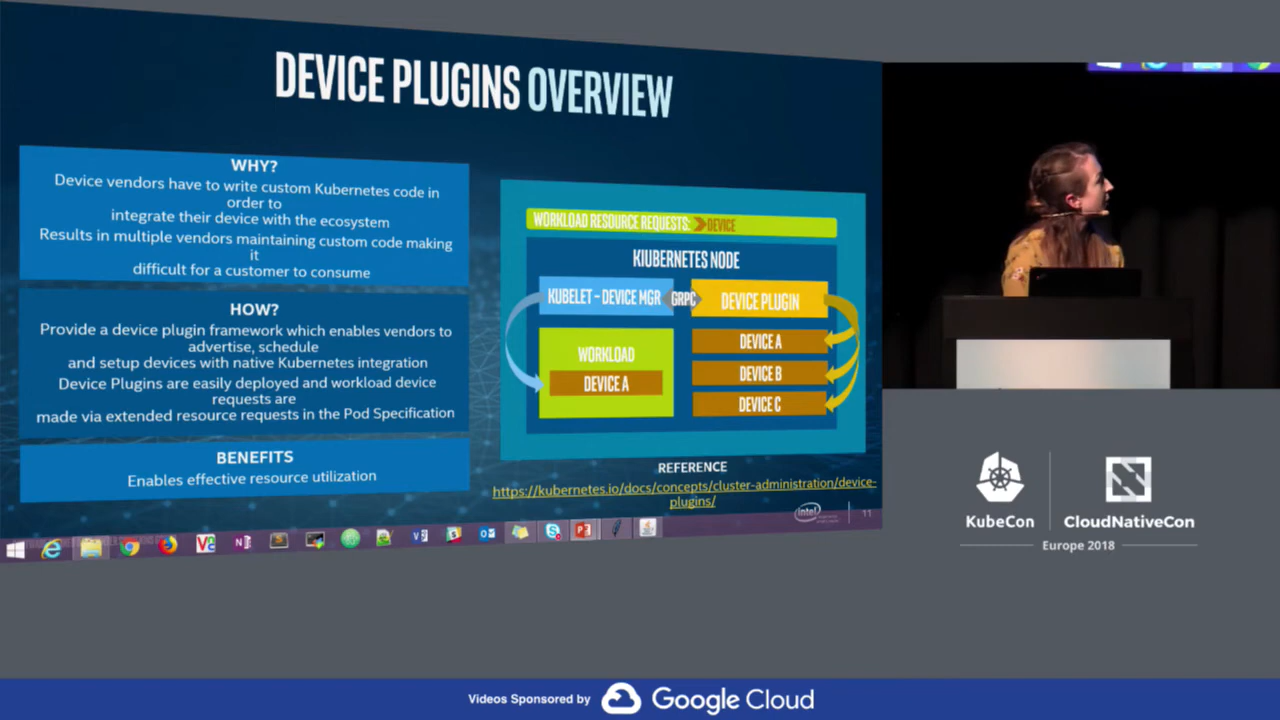 DEVICE PLUGINS OVERVIEW
WHY?
Device vendors have to write custom Kubernetes code in
order to
integrate their device with the ecosystem
Results in multiple vendors maintaining custom code making
it
difficult for a customer to consume
HOW?
Provide a device plugin framework which enables vendors to
advertise, schedule
and setup devices with native Kubernetes integration
Device Plugins are easily deployed and workload device
requests are
made via extended resource requests in the Pod Specification
BENEFITS
Enables effective resource utilization
WORKLOAD RESOURCE REQUESTS: DEVICE
KIUBERNETES NODE
KUBELET – DEVICE MGR
GRPC
DEVICE PLUGIN
WORKLOAD
DEVICE A
DEVICE A
DEVICE B
DEVICE C
REFERENCE
https://kubernetes.io/docs/concepts/cluster-administration/device-
plugins/
intel
11
KubeCon
CloudNativeCon
Europe 2018
Videos Sponsored by
Google Cloud